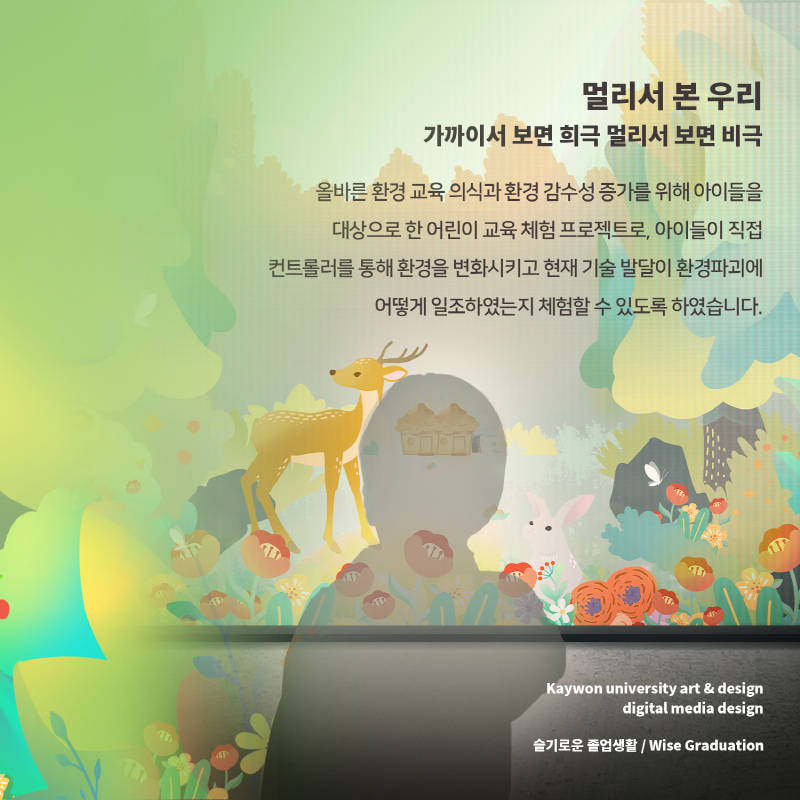 멀리서 본 우리
가까이서 보면 희극 멀리서 보면 비극
올바른 환경 교육 의식과 환경 감수성 증가를 위해 아이들을
대상으로 한 어린이 교육 체험 프로젝트로, 아이들이 직접
컨트롤러를 통해 환경을 변화시키고 현재 기술 발달이 환경파괴에
어떻게 일조하였는지 체험할 수 있도록 하였습니다.
Kaywon university art & design
digital media design
슬기로운 졸업생활 / Wise Graduation